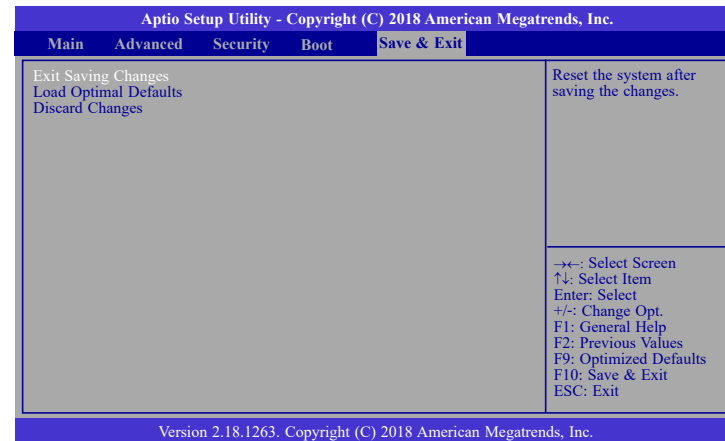 Aptio Setup Utility - Copyright (C) 2018 American Megatrends, Inc.
Main Advanced Security Boot Save & Exit
Exit Saving Changes
Load Optimal Defaults
Discard Changes
Reset the system after
saving the changes.
→←: Select Screen
↑↓: Select Item
Enter: Select
+/-: Change Opt.
F1: General Help
F2: Previous Values
F9: Optimized Defaults
F10: Save & Exit
ESC: Exit
Version 2.18.1263. Copyright (C) 2018 American Megatrends, Inc.